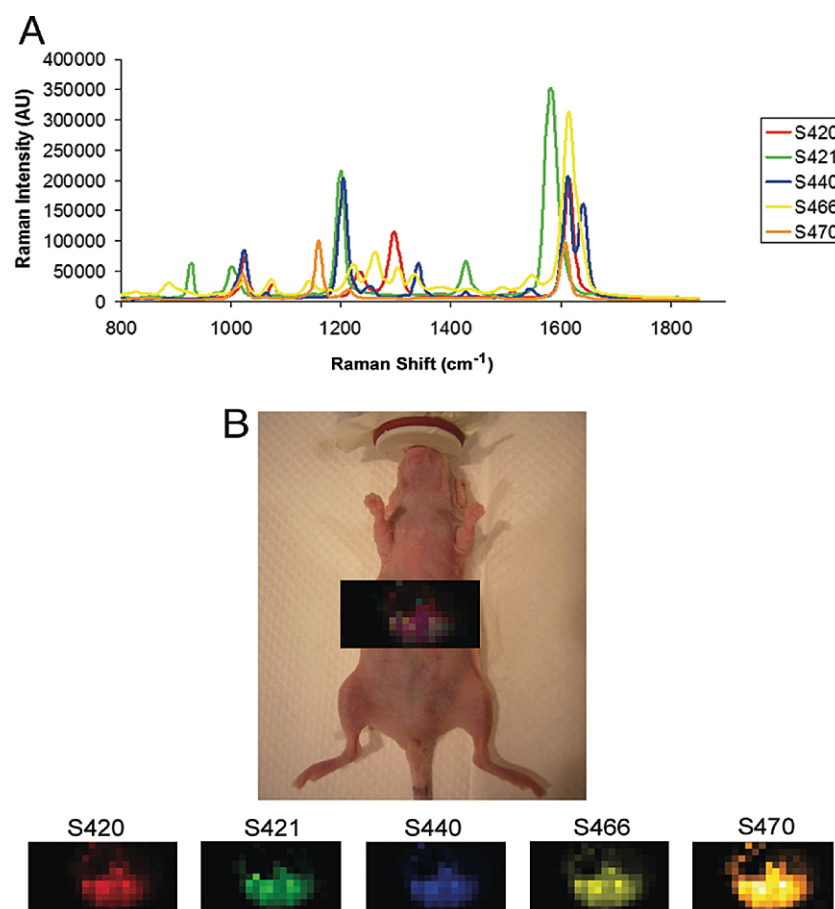 A
400000
350000
300000
250000
200000
150000
100000
50000
0
Raman Intensity (AU)
800 1000 1200 1400 1600 1800
Raman Shift (cm-1)
S420
S421
S440
S466
S470
B
S420 S421 S440 S466 S470